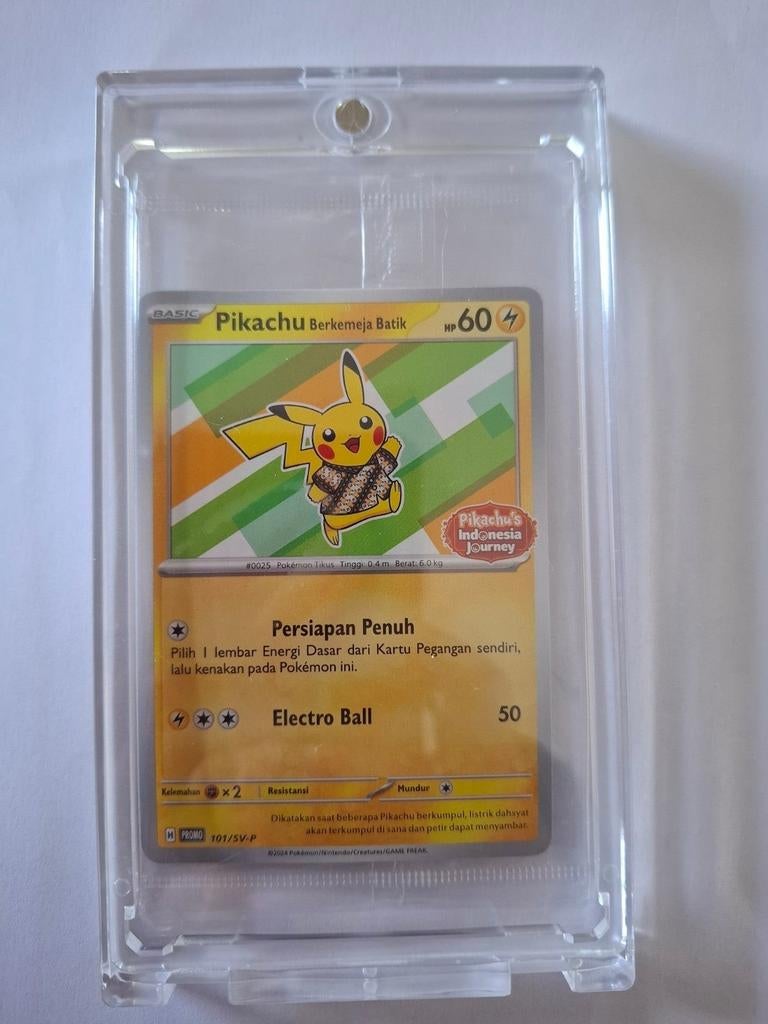 BASIC Pikachu Berkemeja Batik HP 60
Pikachu's
Indonesia
Journey
#0025 Pokémon Tikus Tinggi: 0.4 m Berat: 6.0 kg
Persiapan Penuh
Pilih 1 lembar Energi Dasar dari Kartu Pegangan sendiri,
lalu kenakan pada Pokémon ini.
Electro Ball 50
Kelemahan ×2 Resistansi Mundur
Dikatakan saat beberapa Pikachu berkumpul, listrik dahsyat
akan terkumpul di sana dan petir dapat menyambar.
H PROMO 101/SV-P
©2024 Pokémon/Nintendo/Creatures/GAME FREAK.